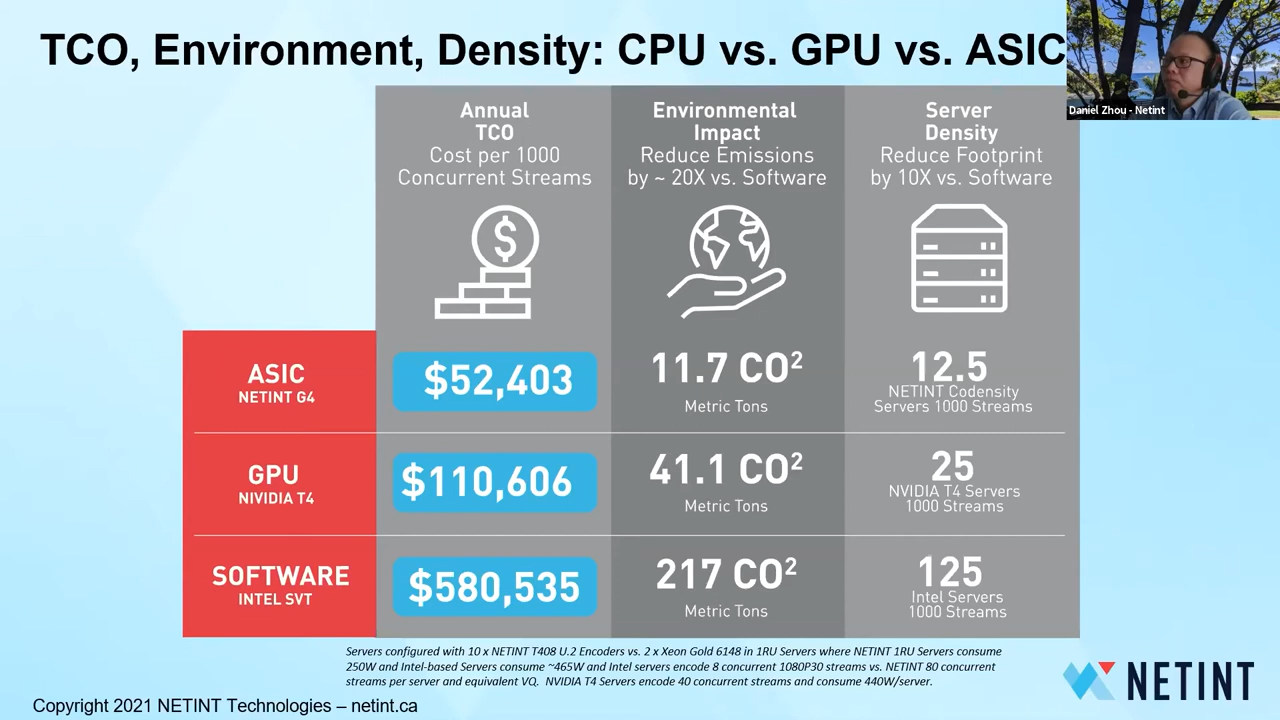 TCO, Environment, Density: CPU vs. GPU vs. ASIC
Daniel Zhou - Netint
Annual
TCO
Cost per 1000
Concurrent Streams
Environmental
Impact
Reduce Emissions
by ~ 20X vs. Software
Server
Density
Reduce Footprint
by 10X vs. Software
$
ASIC
NETINT G4
$52,403
11.7 CO²
Metric Tons
12.5
NETINT Codensity
Servers 1000 Streams
GPU
NIVIDIA T4
$110,606
41.1 CO²
Metric Tons
25
NVIDIA T4 Servers
1000 Streams
SOFTWARE
INTEL SVT
$580,535
217 CO²
Metric Tons
125
Intel Servers
1000 Streams
Servers configured with 10 x NETINT T408 U.2 Encoders vs. 2 x Xeon Gold 6148 in 1RU Servers where NETINT 1RU Servers consume
250W and Intel-based Servers consume ~465W and Intel servers encode 8 concurrent 1080P30 streams vs. NETINT 80 concurrent
streams per server and equivalent VQ. NVIDIA T4 Servers encode 40 concurrent streams and consume 440W/server.
NETINT
Copyright 2021 NETINT Technologies – netint.ca